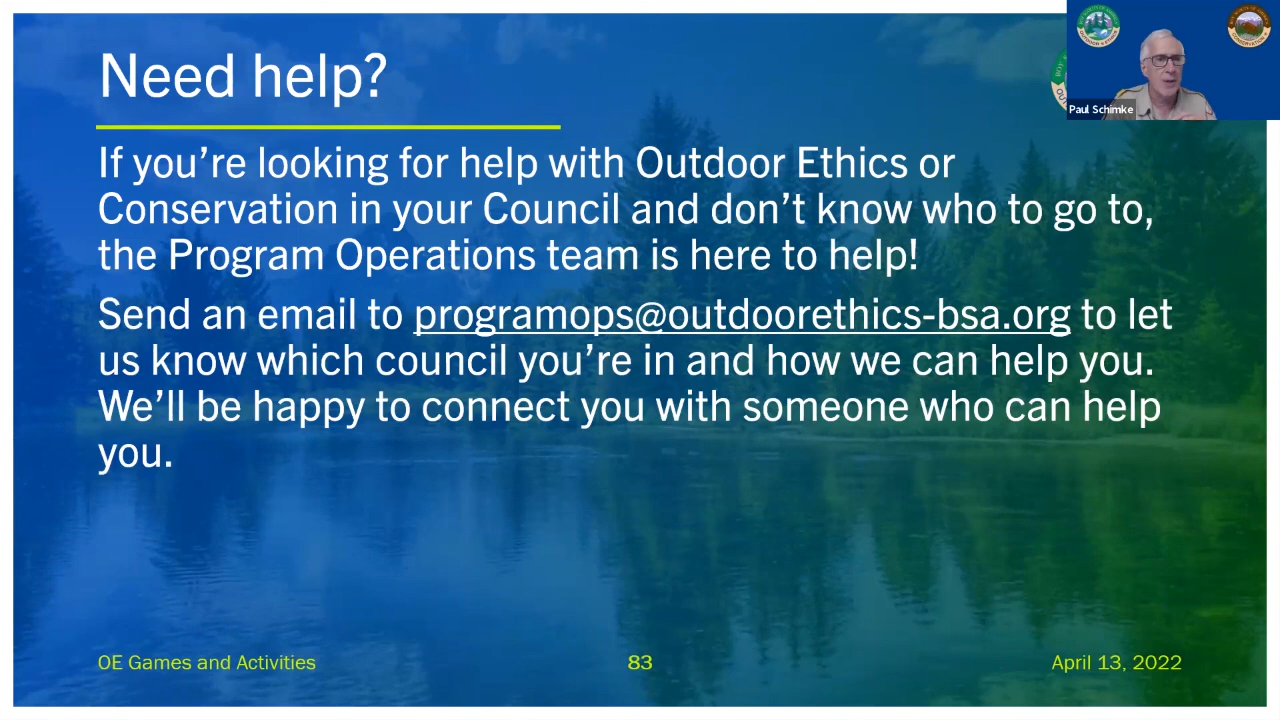 Need help?
Paul Schimke
If you’re looking for help with Outdoor Ethics or
Conservation in your Council and don’t know who to go to,
the Program Operations team is here to help!
Send an email to programops@outdoorethics-bsa.org to let
us know which council you’re in and how we can help you.
We’ll be happy to connect you with someone who can help
you.
OE Games and Activities
83
April 13, 2022